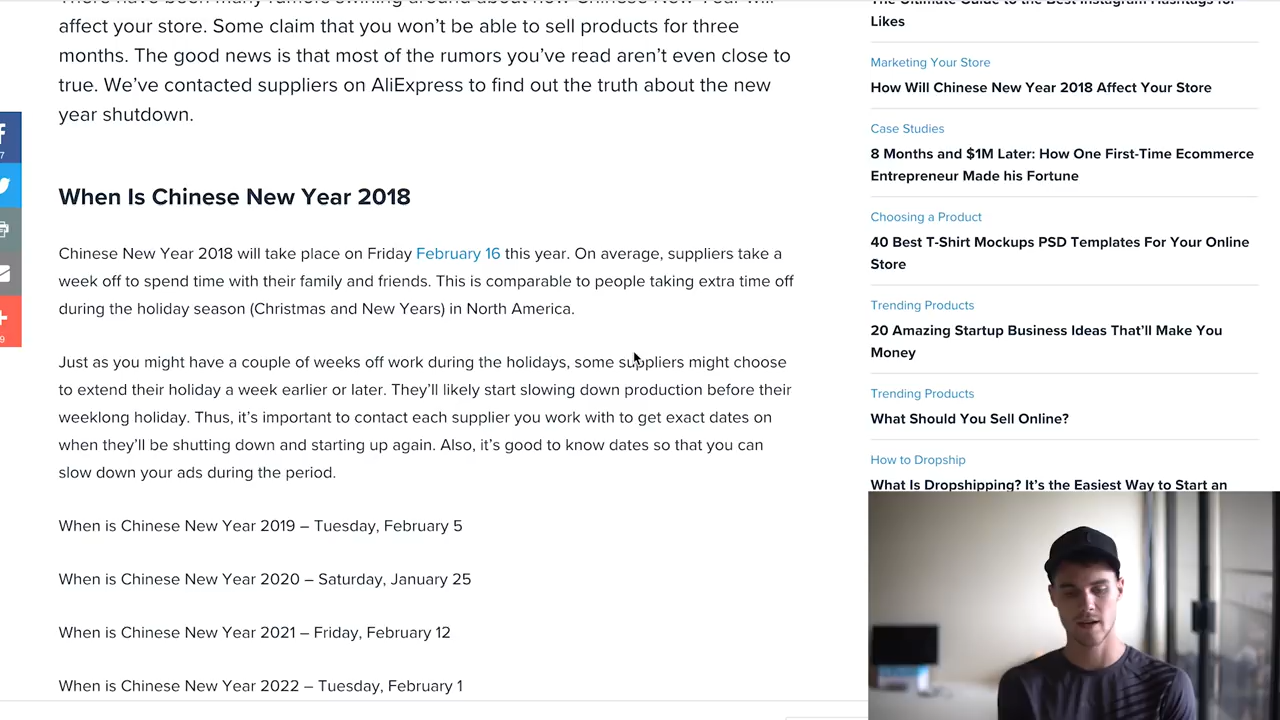 There have been many rumors swirling around about how Chinese New Year will
affect your store. Some claim that you won't be able to sell products for three
months. The good news is that most of the rumors you've read aren't even close to
true. We've contacted suppliers on AliExpress to find out the truth about the new
year shutdown.
When Is Chinese New Year 2018
Chinese New Year 2018 will take place on Friday February 16 this year. On average, suppliers take a
week off to spend time with their family and friends. This is comparable to people taking extra time off
during the holiday season (Christmas and New Years) in North America.
Just as you might have a couple of weeks off work during the holidays, some suppliers might choose
to extend their holiday a week earlier or later. They'll likely start slowing down production before their
weeklong holiday. Thus, it's important to contact each supplier you work with to get exact dates on
when they'll be shutting down and starting up again. Also, it's good to know dates so that you can
slow down your ads during the period.
When is Chinese New Year 2019 – Tuesday, February 5
When is Chinese New Year 2020 – Saturday, January 25
When is Chinese New Year 2021 – Friday, February 12
When is Chinese New Year 2022 – Tuesday, February 1
The Ultimate Guide to the Best Instagram Hashtags for
Likes
Marketing Your Store
How Will Chinese New Year 2018 Affect Your Store
Case Studies
8 Months and $1M Later: How One First-Time Ecommerce
Entrepreneur Made his Fortune
Choosing a Product
40 Best T-Shirt Mockups PSD Templates For Your Online
Store
Trending Products
20 Amazing Startup Business Ideas That'll Make You
Money
Trending Products
What Should You Sell Online?
How to Dropship
What Is Dropshipping? It's the Easiest Way to Start an